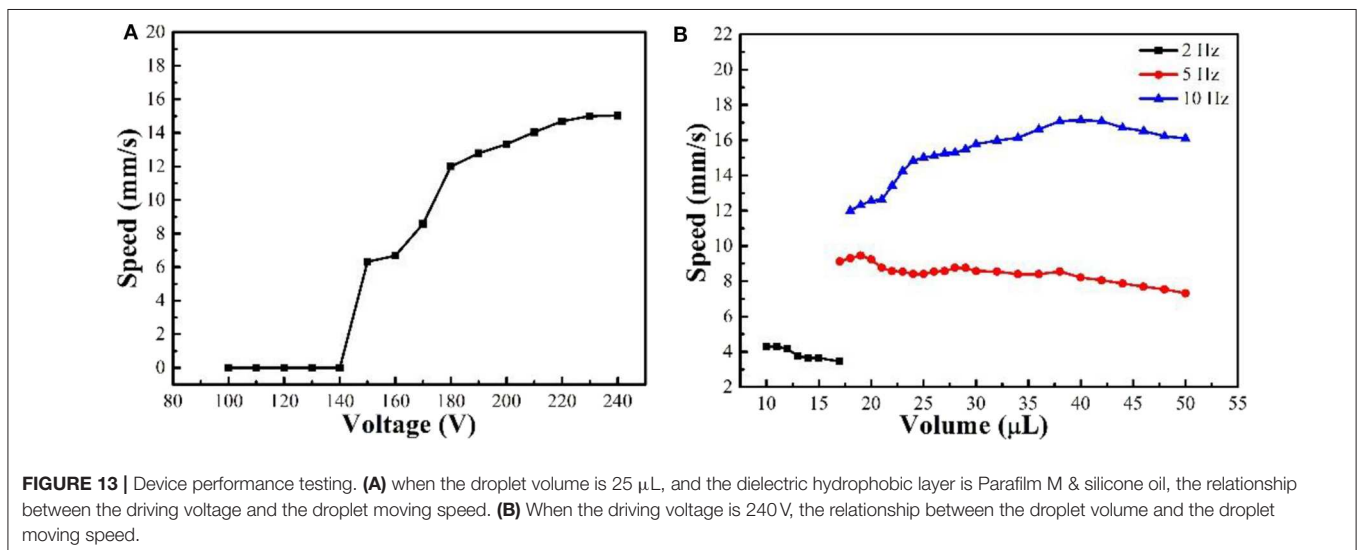 A
20
18
16
14
12
10
8
6
4
2
0
Speed (mm/s)
80 100 120 140 160 180 200 220 240
Voltage (V)
B
22
20
18
16
14
12
10
8
6
4
2
Speed (mm/s)
2 Hz
5 Hz
10 Hz
10 15 20 25 30 35 40 45 50 55
Volume (μL)
FIGURE 13 | Device performance testing. (A) when the droplet volume is 25 μL, and the dielectric hydrophobic layer is Parafilm M & silicone oil, the relationship
between the driving voltage and the droplet moving speed. (B) When the driving voltage is 240 V, the relationship between the droplet volume and the droplet
moving speed.